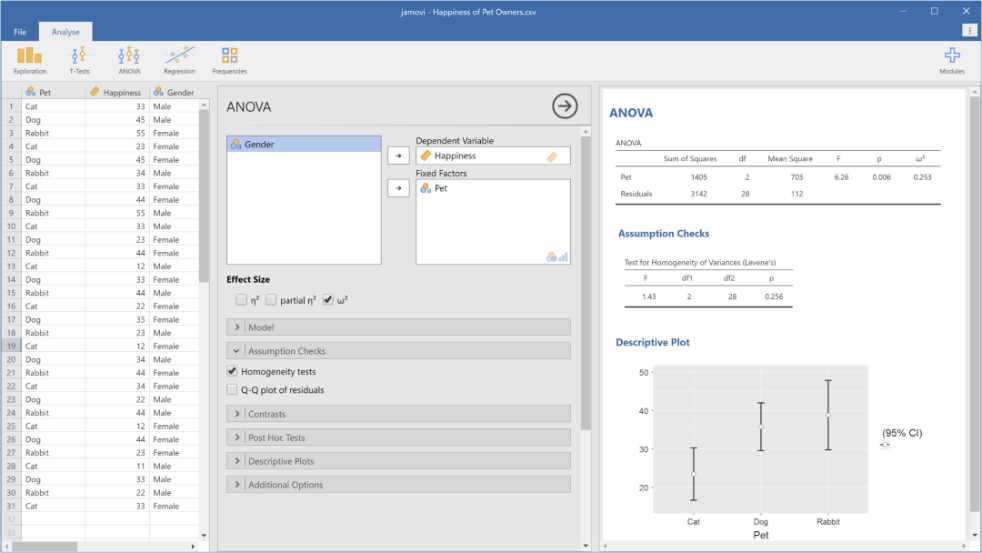 jamovi - Happiness of Pet Owners.csv
File Analyse
Exploration T-Tests ANOVA Regression Frequencies Modules
Pet Happiness Gender
1 Cat 33 Male
2 Dog 45 Male
3 Rabbit 55 Female
4 Cat 23 Female
5 Dog 45 Female
6 Rabbit 34 Male
7 Cat 33 Female
8 Dog 44 Female
9 Rabbit 55 Male
10 Cat 33 Male
11 Dog 23 Female
12 Rabbit 44 Female
13 Cat 12 Male
14 Dog 33 Female
15 Rabbit 44 Male
16 Cat 22 Female
17 Dog 35 Female
18 Rabbit 23 Male
19 Cat 12 Female
20 Dog 34 Male
21 Rabbit 44 Female
22 Cat 34 Female
23 Dog 22 Male
24 Rabbit 44 Male
25 Cat 12 Female
26 Dog 44 Female
27 Rabbit 23 Female
28 Cat 11 Male
29 Dog 33 Male
30 Rabbit 22 Male
31 Cat 33 Female
32
33
ANOVA
Gender
Dependent Variable
Happiness
Fixed Factors
Pet
Effect Size
η² partial η² ω²
Model
Assumption Checks
Homogeneity tests
Q-Q plot of residuals
Contrasts
Post Hoc Tests
Descriptive Plots
Additional Options
ANOVA
ANOVA
Sum of Squares df Mean Square F p ω²
Pet 1405 2 703 6.26 0.006 0.253
Residuals 3142 28 112
Assumption Checks
Test for Homogeneity of Variances (Levene's)
F df1 df2 p
1.43 2 28 0.256
Descriptive Plot
50
40
30
20
(95% CI)
Cat Dog Rabbit
Pet